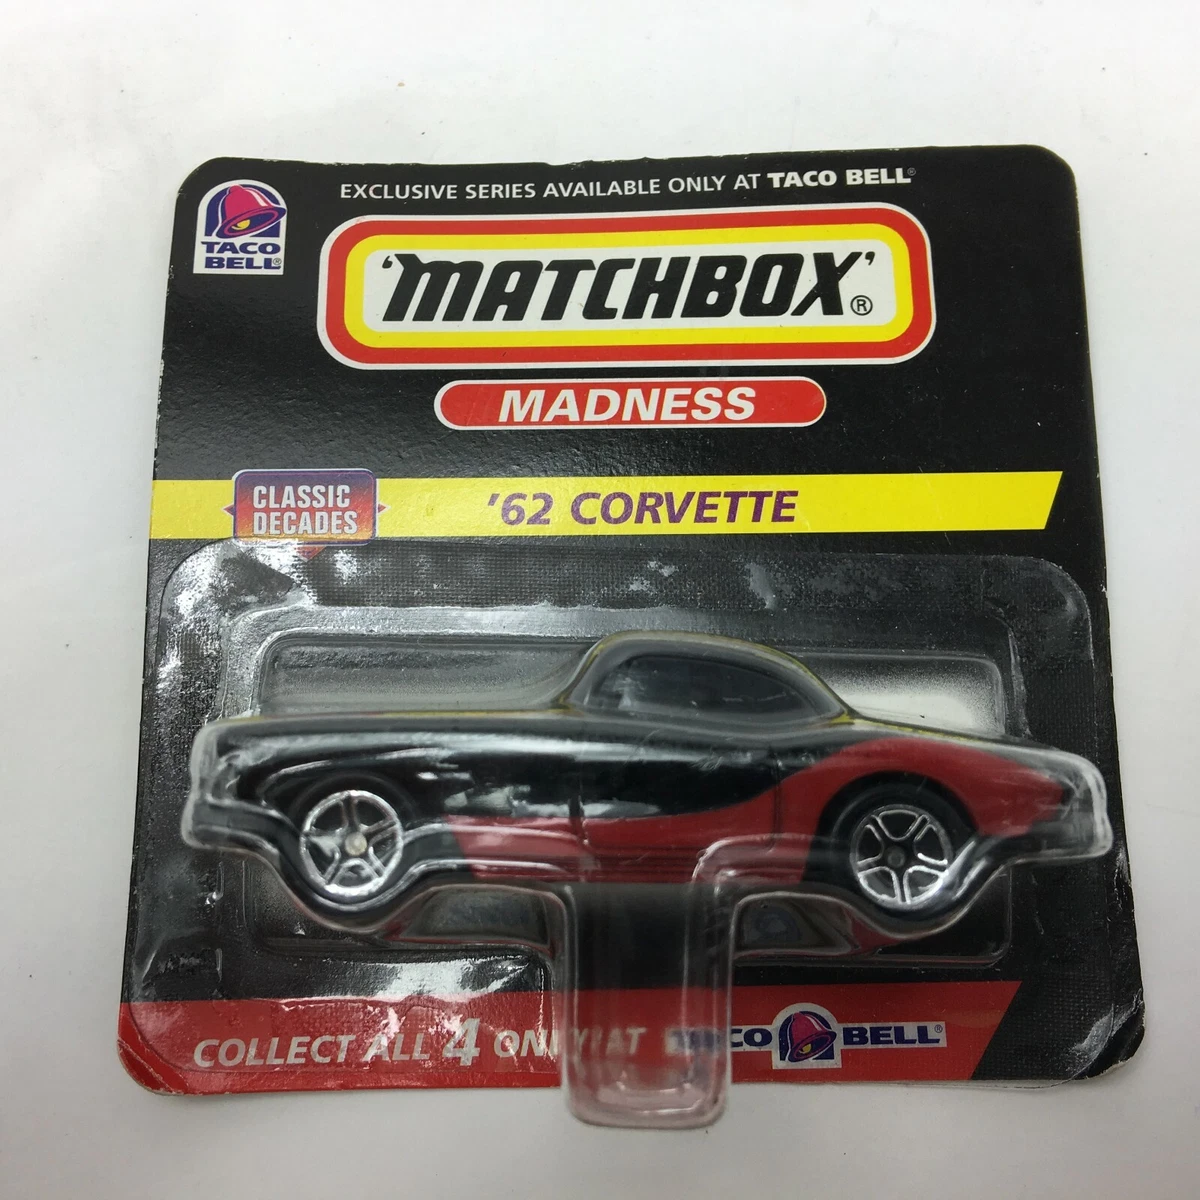 EXCLUSIVE SERIES AVAILABLE ONLY AT TACO BELL®
TACO
BELL®
'MATCHBOX'®
MADNESS
CLASSIC
DECADES
'62 CORVETTE
COLLECT ALL 4 ONLY AT TACO BELL®